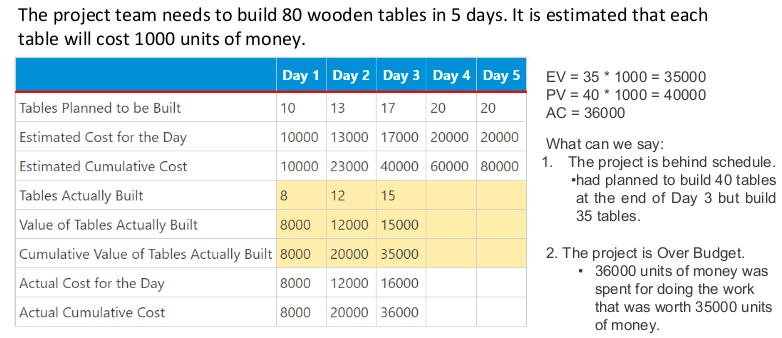 The project team needs to build 80 wooden tables in 5 days. It is estimated that each
table will cost 1000 units of money.
Day 1 Day 2 Day 3 Day 4 Day 5
Tables Planned to be Built 10 13 17 20 20
Estimated Cost for the Day 10000 13000 17000 20000 20000
Estimated Cumulative Cost 10000 23000 40000 60000 80000
Tables Actually Built 8 12 15
Value of Tables Actually Built 8000 12000 15000
Cumulative Value of Tables Actually Built 8000 20000 35000
Actual Cost for the Day 8000 12000 16000
Actual Cumulative Cost 8000 20000 36000
EV = 35 * 1000 = 35000
PV = 40 * 1000 = 40000
AC = 36000
What can we say:
1. The project is behind schedule.
•had planned to build 40 tables
at the end of Day 3 but build
35 tables.
2. The project is Over Budget.
• 36000 units of money was
spent for doing the work
that was worth 35000 units
of money.